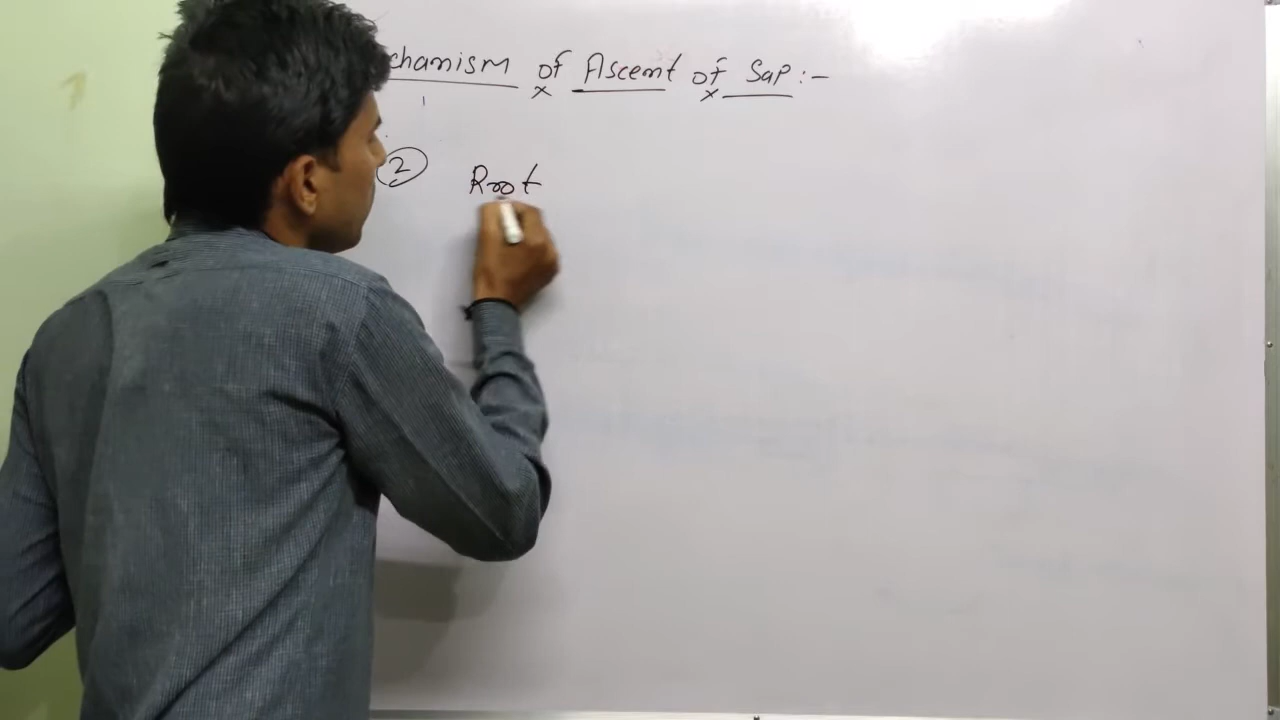 chanism of Ascent of Sap :-
2 Root